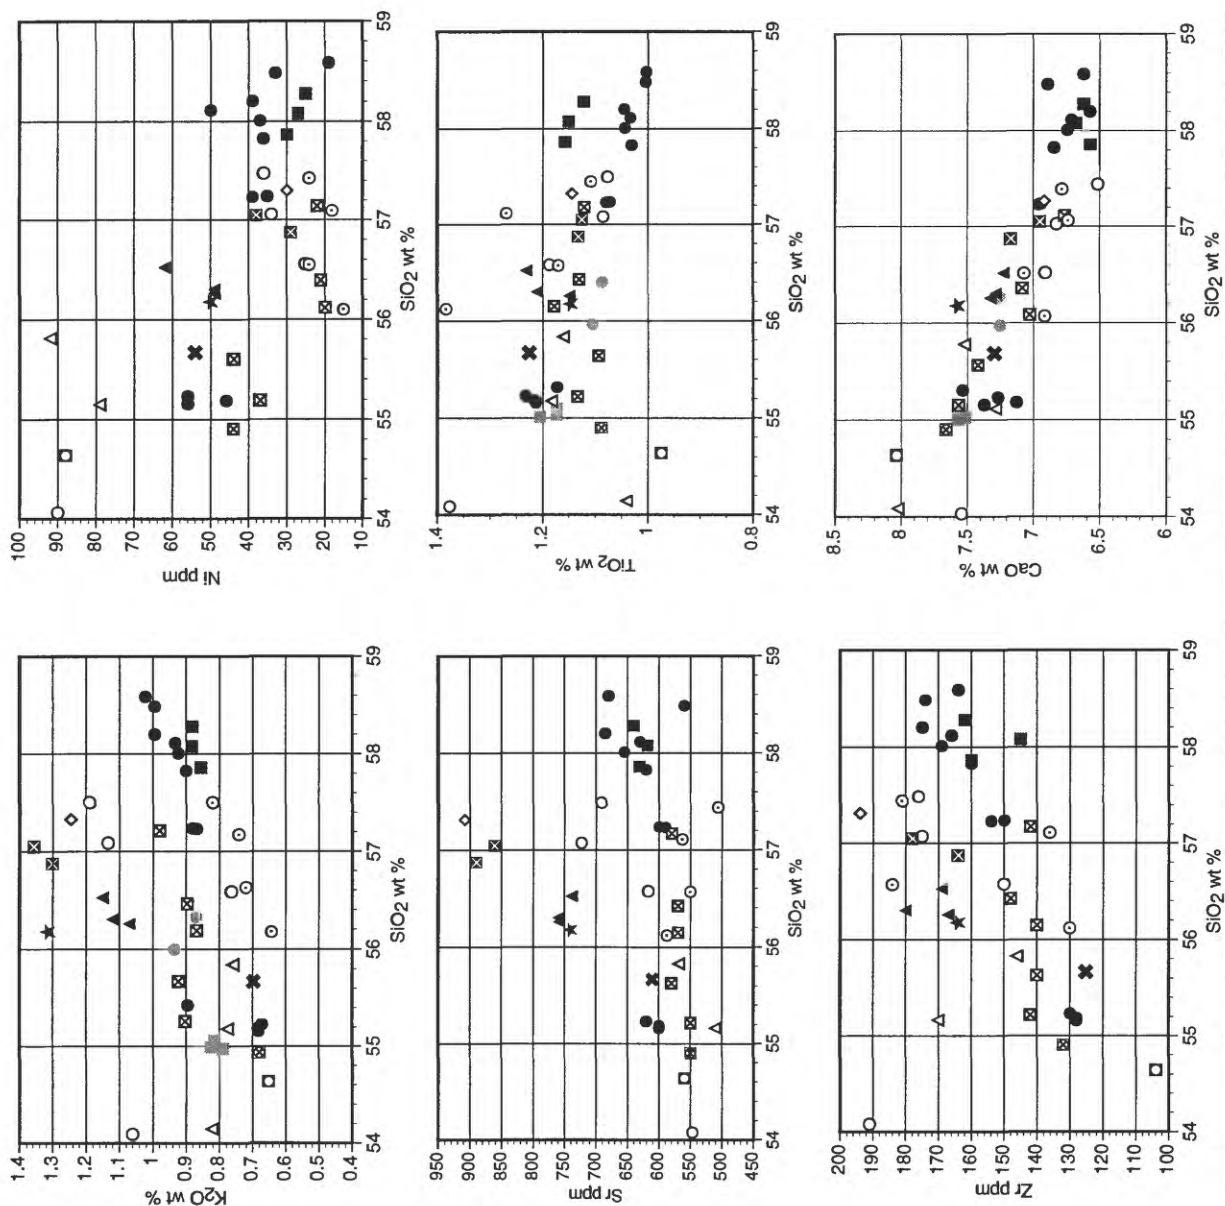 100 90 80 70 60 50 40 30 20 10
Ni ppm
54 55 56 57 58 59
SiO2 wt %
1.4 1.2 1 0.8
TiO2 wt %
54 55 56 57 58 59
SiO2 wt %
8.5 8 7.5 7 6.5 6
CaO wt %
54 55 56 57 58 59
SiO2 wt %
1.4 1.3 1.2 1.1 1 0.9 0.8 0.7 0.6 0.5 0.4
K2O wt %
54 55 56 57 58 59
SiO2 wt %
950 900 850 800 750 700 650 600 550 500 450
Sr ppm
54 55 56 57 58 59
SiO2 wt %
200 190 180 170 160 150 140 130 120 110 100
Zr ppm
54 55 56 57 58 59
SiO2 wt %